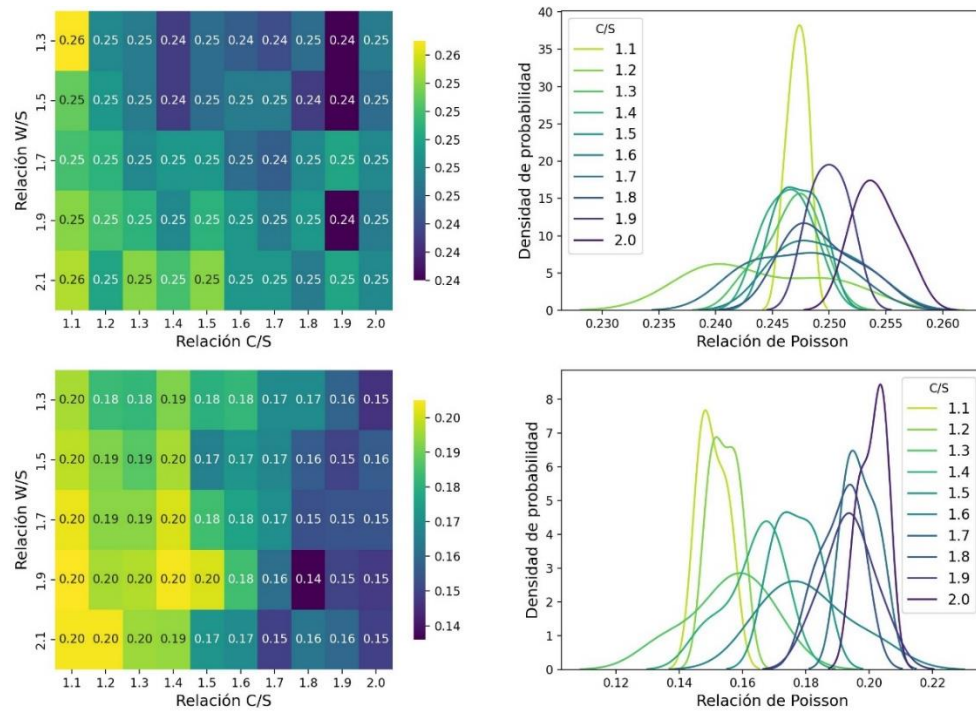 1.3 0.26 0.25 0.25 0.24 0.25 0.24 0.24 0.25 0.24 0.25
1.5 0.25 0.25 0.25 0.24 0.25 0.25 0.25 0.24 0.24 0.25
1.7 0.25 0.25 0.25 0.25 0.25 0.25 0.24 0.25 0.25 0.25
1.9 0.25 0.25 0.25 0.25 0.25 0.25 0.25 0.25 0.24 0.25
2.1 0.26 0.25 0.25 0.25 0.25 0.25 0.25 0.25 0.25 0.25
1.1 1.2 1.3 1.4 1.5 1.6 1.7 1.8 1.9 2.0
Relación W/S
Relación C/S
0.26
0.25
0.25
0.25
0.25
0.24
0.24
0.24
40
35
30
25
20
15
10
5
0
Densidad de probabilidad
C/S
1.1
1.2
1.3
1.4
1.5
1.6
1.7
1.8
1.9
2.0
0.230 0.235 0.240 0.245 0.250 0.255 0.260
Relación de Poisson
1.3 0.20 0.18 0.18 0.19 0.18 0.18 0.17 0.17 0.16 0.15
1.5 0.20 0.19 0.19 0.20 0.17 0.17 0.17 0.16 0.15 0.16
1.7 0.20 0.19 0.19 0.20 0.18 0.18 0.17 0.15 0.15 0.15
1.9 0.20 0.20 0.20 0.20 0.20 0.18 0.16 0.14 0.15 0.15
2.1 0.20 0.20 0.20 0.19 0.17 0.17 0.15 0.16 0.16 0.15
1.1 1.2 1.3 1.4 1.5 1.6 1.7 1.8 1.9 2.0
Relación W/S
Relación C/S
0.20
0.19
0.18
0.17
0.16
0.15
0.14
8
7
6
5
4
3
2
1
0
Densidad de probabilidad
C/S
1.1
1.2
1.3
1.4
1.5
1.6
1.7
1.8
1.9
2.0
0.12 0.14 0.16 0.18 0.20 0.22
Relación de Poisson